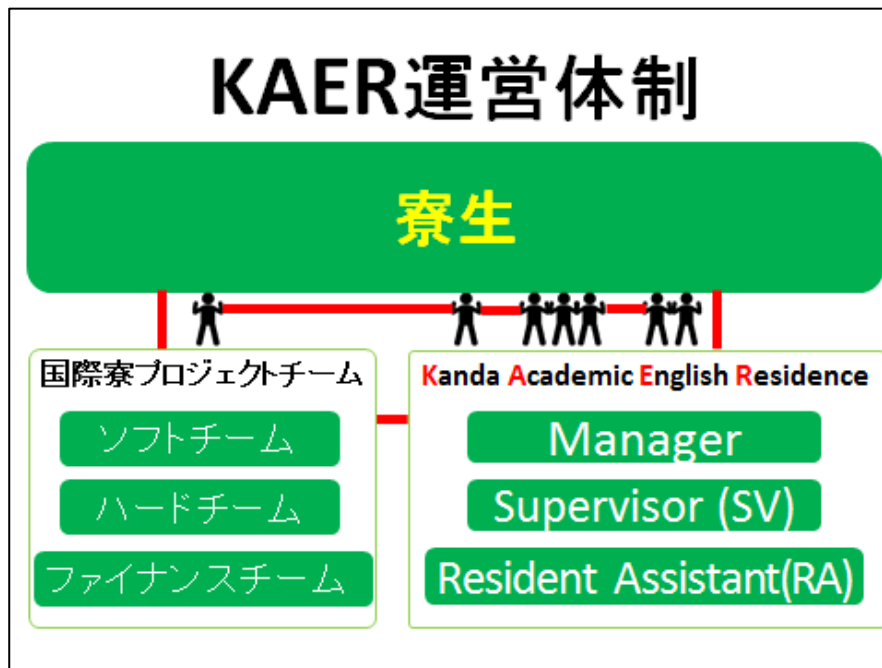 KAER運営体制
寮生
国際寮プロジェクトチーム
ソフトチーム
ハードチーム
ファイナンスチーム
Kanda Academic English Residence
Manager
Supervisor (SV)
Resident Assistant(RA)